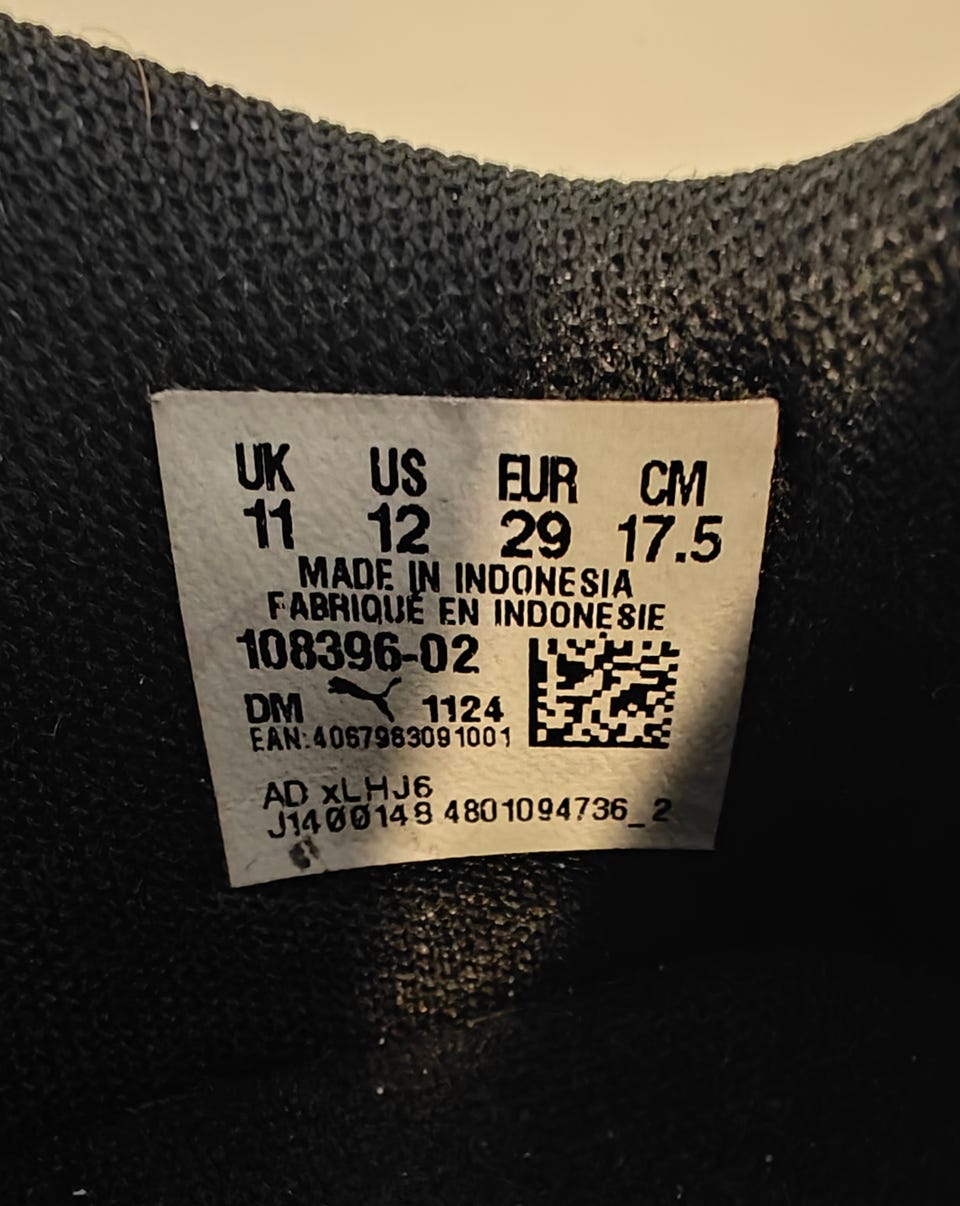 UK US EUR CM
11 12 29 17.5
MADE IN INDONESIA
FABRIQUÉ EN INDONESIE
108396-02
DM 1124
EAN:4067983091001
AD xLHJ6
J1400148 4801094736_2